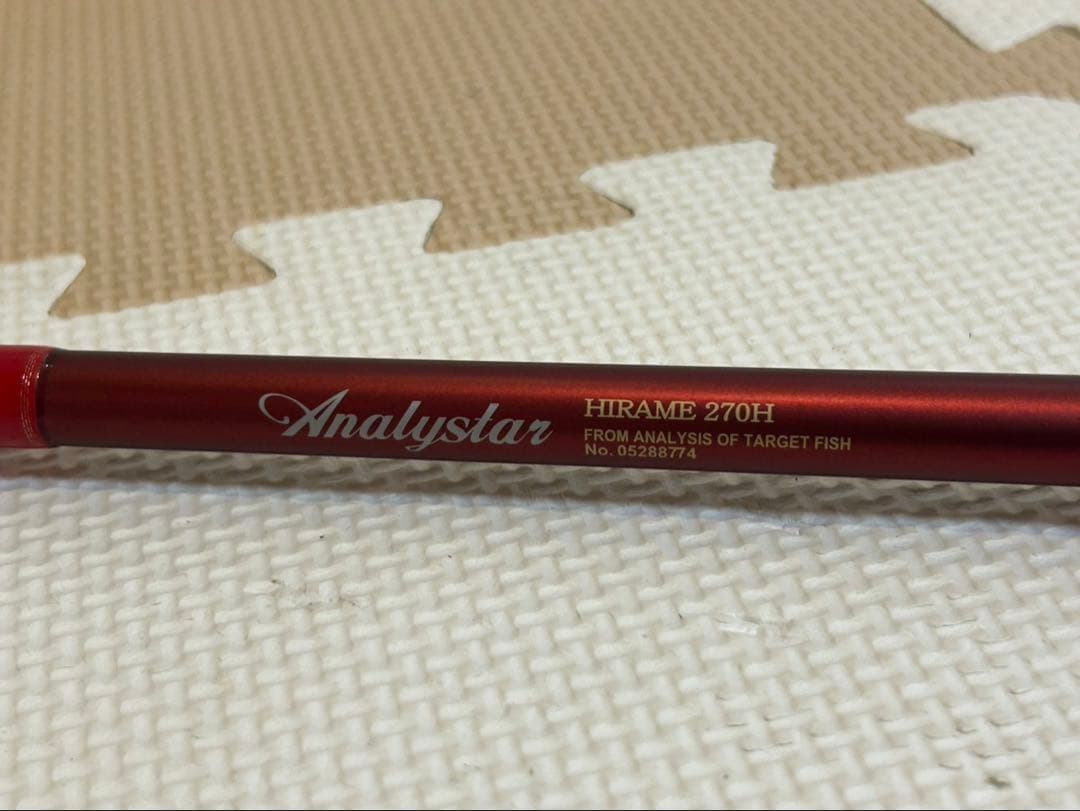 Analystar
HIRAME 270H
FROM ANALYSIS OF TARGET FISH
No. 05288774